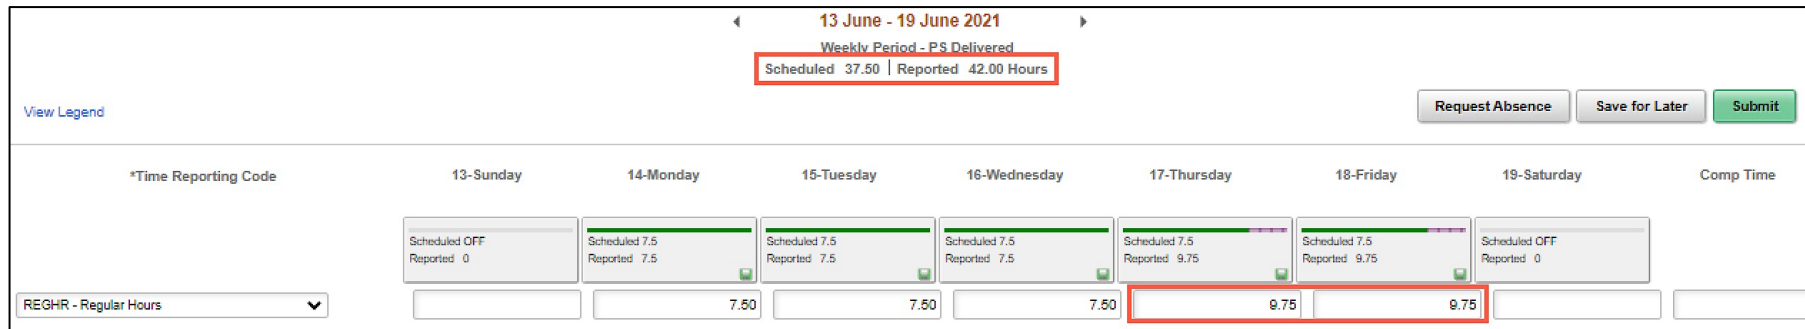 13 June - 19 June 2021
Weekly Period - PS Delivered
Scheduled 37.50 | Reported 42.00 Hours
View Legend
Request Absence
Save for Later
Submit
*Time Reporting Code 13-Sunday 14-Monday 15-Tuesday 16-Wednesday 17-Thursday 18-Friday 19-Saturday Comp Time
Scheduled OFF Scheduled 7.5 Scheduled 7.5 Scheduled 7.5 Scheduled 7.5 Scheduled 7.5 Scheduled OFF
Reported 0 Reported 7.5 Reported 7.5 Reported 7.5 Reported 9.75 Reported 9.75 Reported 0
REGHR - Regular Hours 7.50 7.50 7.50 9.75 9.75